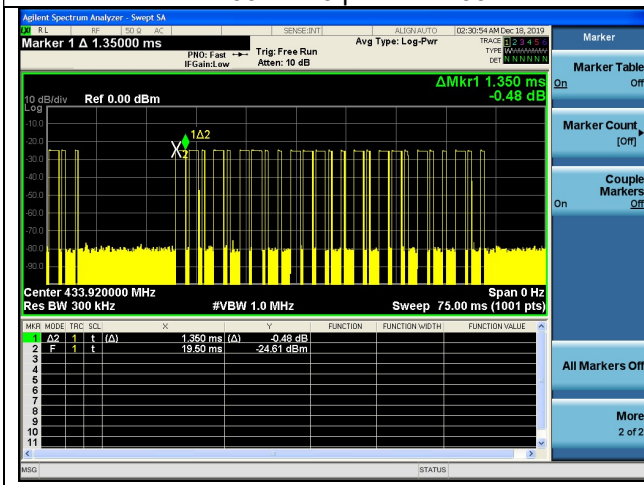 Agilent Spectrum Analyzer - Swept SA
RL RF 50 Ω AC SENSE:INT ALIGN AUTO 02:30:54 AM Dec 18, 2019
Marker 1 Δ 1.35000 ms
PNO: Fast
IFGain:Low
Trig: Free Run
Atten: 10 dB
Avg Type: Log-Pwr
TRACE 1 2 3 4 5 6
TYPE
DET N N N N N N
ΔMkr1 1.350 ms
-0.48 dB
10 dB/div Ref 0.00 dBm
Log
-10.0
-20.0
-30.0
-40.0
-50.0
-60.0
-70.0
-80.0
-90.0
1Δ2
2
Center 433.920000 MHz Span 0 Hz
Res BW 300 kHz #VBW 1.0 MHz Sweep 75.00 ms (1001 pts)
MKR MODE TRC SCL X Y FUNCTION FUNCTION WIDTH FUNCTION VALUE
1 Δ2 1 t (Δ) 1.350 ms (Δ) -0.48 dB
2 F 1 t 19.50 ms -24.61 dBm
3
4
5
6
7
8
9
10
11
MSG STATUS
Marker
Marker Table
On Off
Marker Count
[Off]
Couple
Markers
On Off
All Markers Off
More
2 of 2